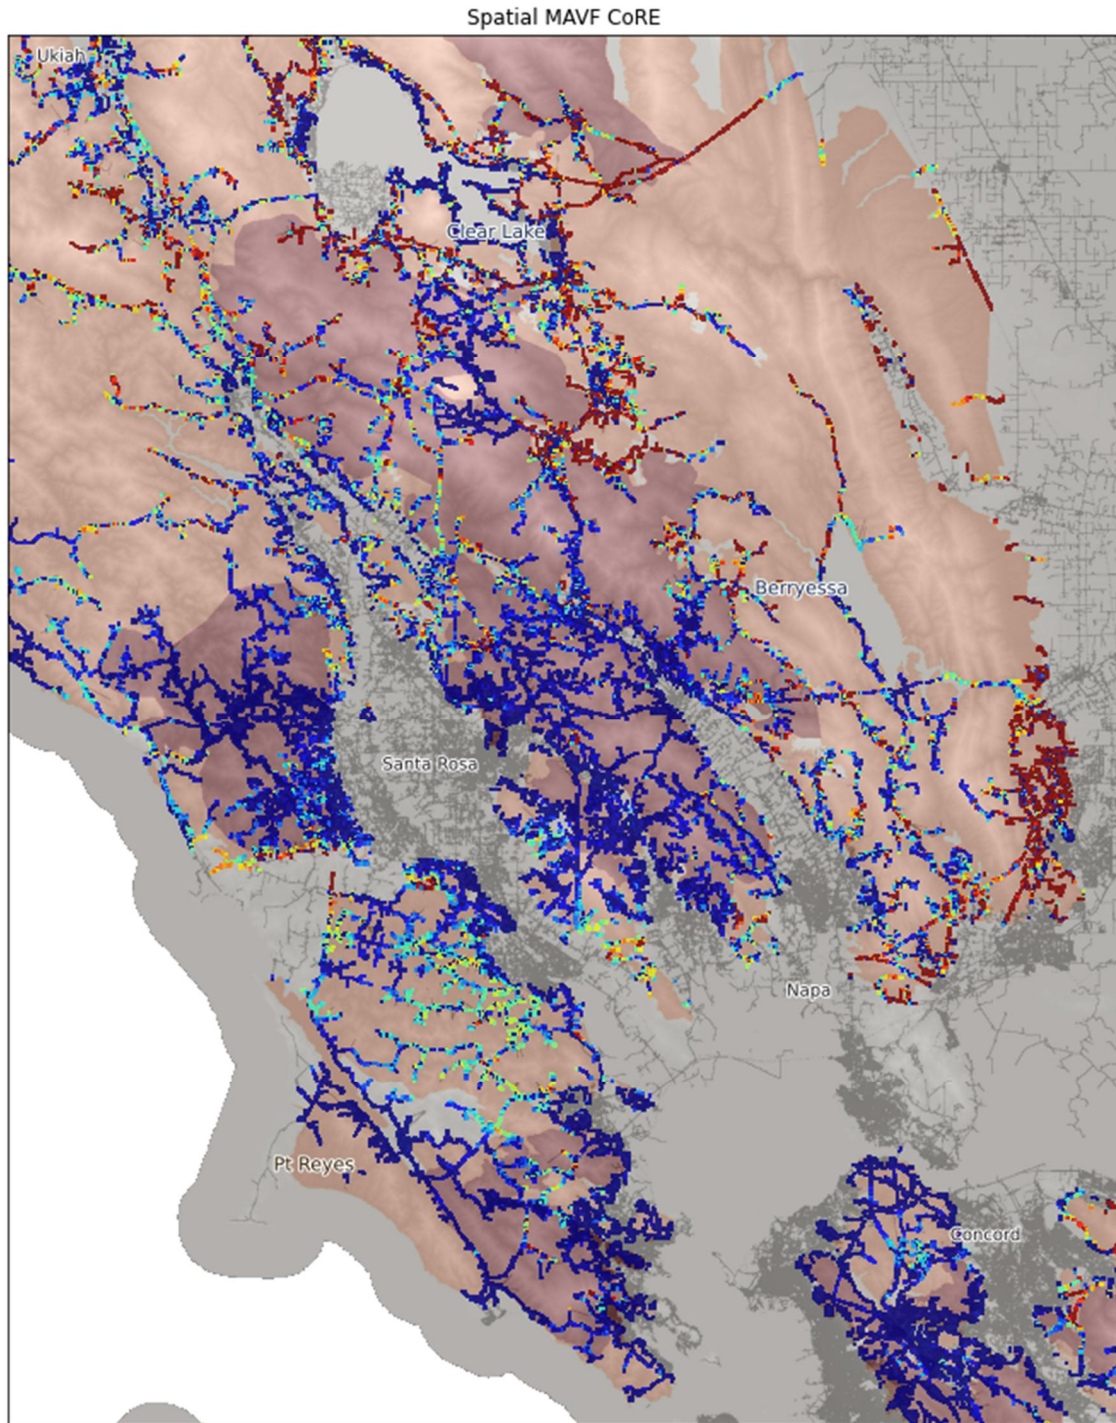 Spatial MAVF CoRE
Ukiah
Clear Lake
Berryessa
Santa Rosa
Napa
Pt Reyes
Concord